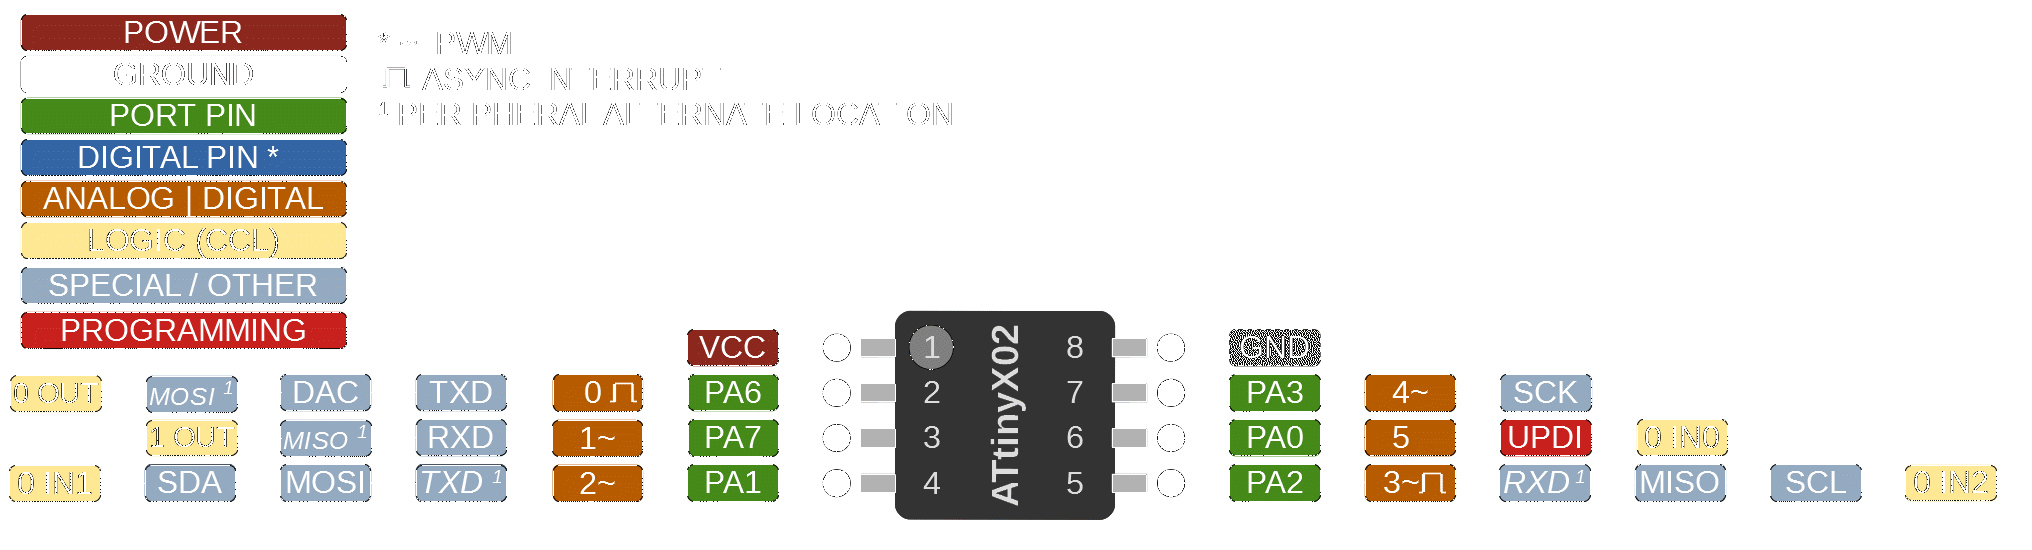 POWER
GROUND
PORT PIN
DIGITAL PIN *
ANALOG | DIGITAL
LOGIC (CCL)
SPECIAL / OTHER
PROGRAMMING
* ~ PWM
ASYNC INTERRUPT
¹ PERIPHERAL ALTERNATE LOCATION
VCC 1 8 GND
0 OUT MOSI ¹ DAC TXD 0 PA6 2 7 PA3 4~ SCK
1 OUT MISO ¹ RXD 1~ PA7 3 6 PA0 5 UPDI 0 IN0
0 IN1 SDA MOSI TXD ¹ 2~ PA1 4 5 PA2 3~ RXD ¹ MISO SCL 0 IN2
ATtinyX02